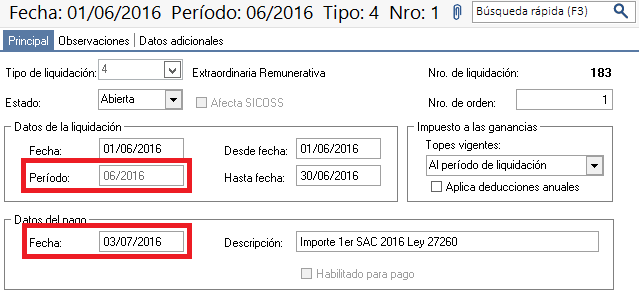 Fecha: 01/06/2016 Período: 06/2016 Tipo: 4 Nro: 1 Búsqueda rápida (F3)
Principal Observaciones Datos adicionales
Tipo de liquidación: 4 Extraordinaria Remunerativa Nro. de liquidación: 183
Estado: Abierta Afecta SICOSS Nro. de orden: 1
Datos de la liquidación Impuesto a las ganancias
Topes vigentes:
Fecha: 01/06/2016 Desde fecha: 01/06/2016
Al período de liquidación
Período: 06/2016 Hasta fecha: 30/06/2016
Aplica deducciones anuales
Datos del pago
Fecha: 03/07/2016 Descripción: Importe 1er SAC 2016 Ley 27260
Habilitado para pago